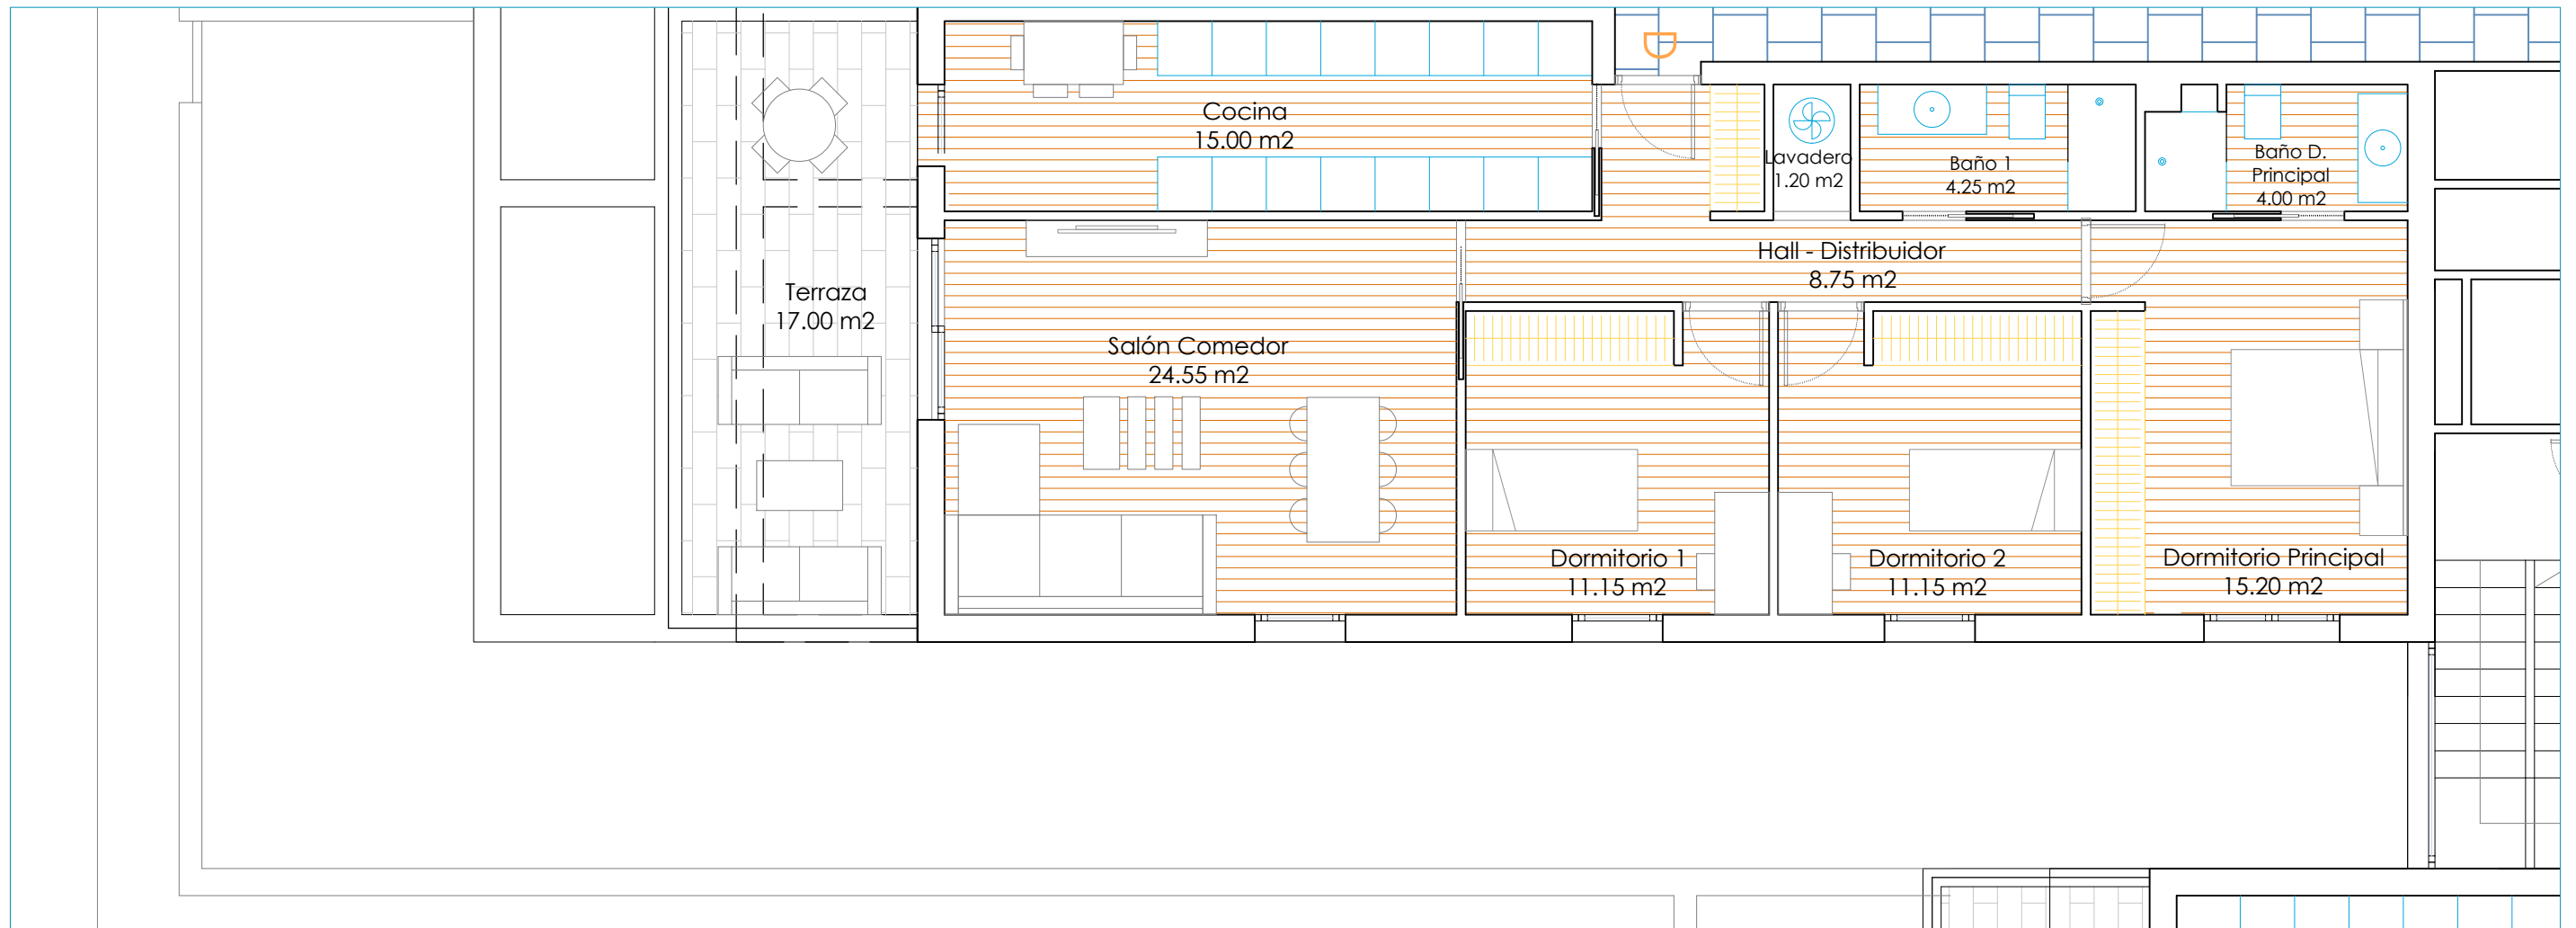 Cocina
15.00 m2
Lavadero
1.20 m2
Baño 1
4.25 m2
Baño D.
Principal
4.00 m2
Hall - Distribuidor
8.75 m2
Terraza
17.00 m2
Salón Comedor
24.55 m2
Dormitorio 1
11.15 m2
Dormitorio 2
11.15 m2
Dormitorio Principal
15.20 m2